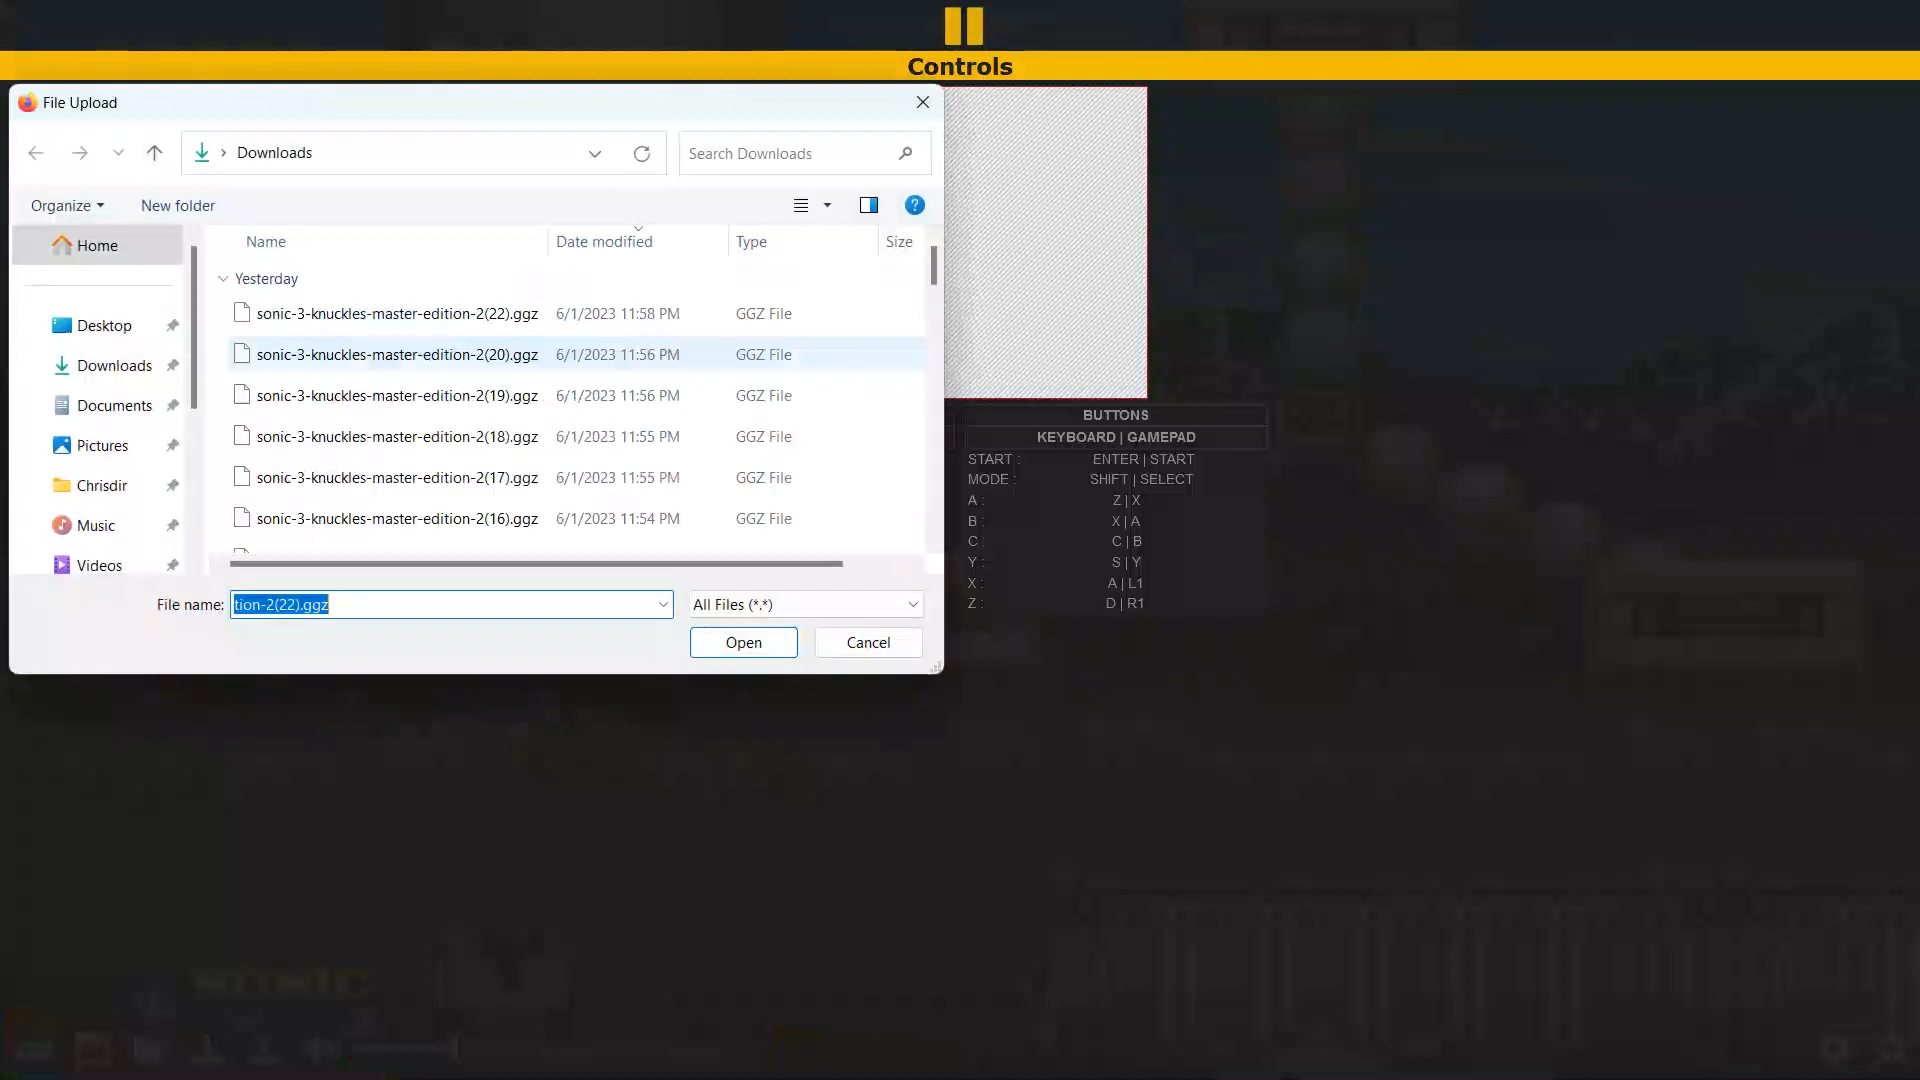 Controls
File Upload
Downloads
Search Downloads
Organize
New folder
Name
Date modified
Type
Size
Home
Desktop
Downloads
Documents
Pictures
Chrisdir
Music
Videos
Yesterday
sonic-3-knuckles-master-edition-2(22).ggz 6/1/2023 11:58 PM GGZ File
sonic-3-knuckles-master-edition-2(20).ggz 6/1/2023 11:56 PM GGZ File
sonic-3-knuckles-master-edition-2(19).ggz 6/1/2023 11:56 PM GGZ File
sonic-3-knuckles-master-edition-2(18).ggz 6/1/2023 11:55 PM GGZ File
sonic-3-knuckles-master-edition-2(17).ggz 6/1/2023 11:55 PM GGZ File
sonic-3-knuckles-master-edition-2(16).ggz 6/1/2023 11:54 PM GGZ File
File name: tion-2(22).ggz
All Files (*.*)
Open
Cancel
BUTTONS
KEYBOARD | GAMEPAD
START : ENTER | START
MODE : SHIFT | SELECT
A : Z | X
B : X | A
C : C | B
Y : S | Y
X : A | L1
Z : D | R1